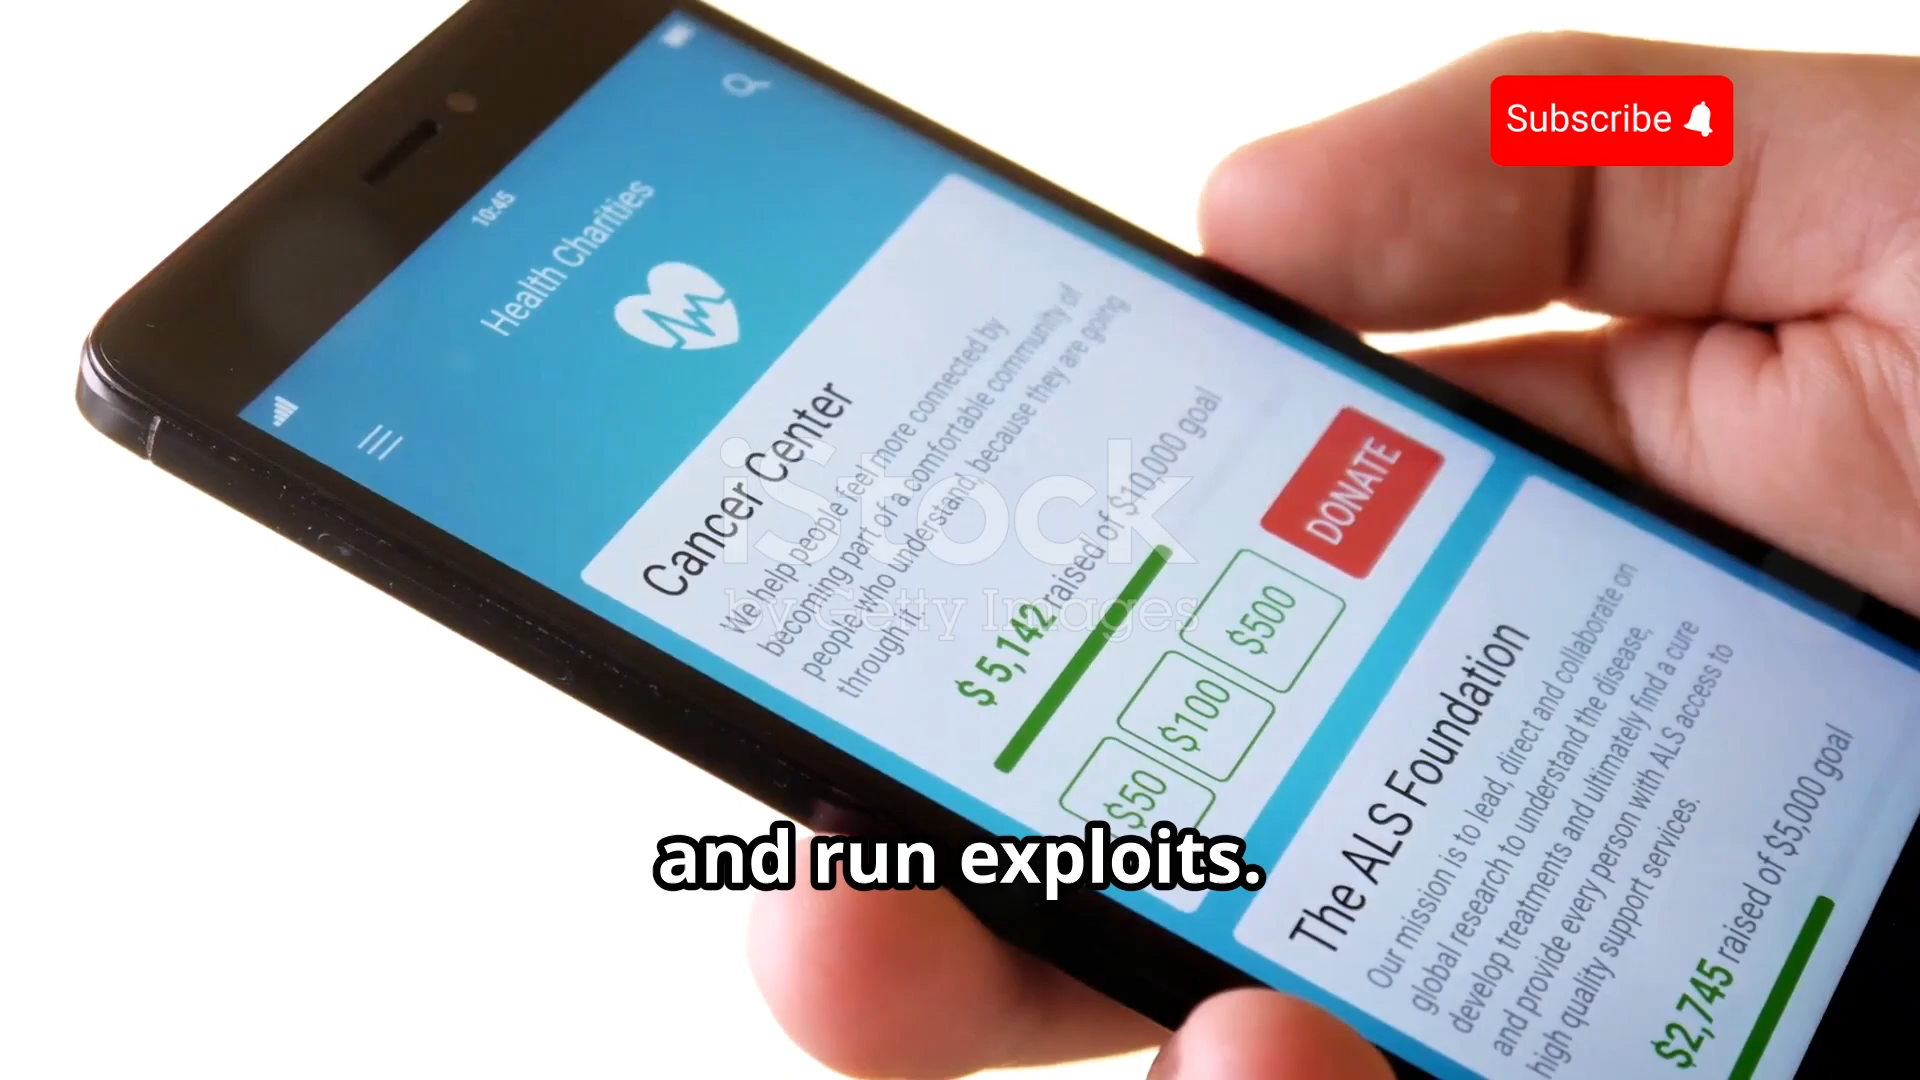 Subscribe
10:45
Health Charities
Cancer Center
We help people feel more connected by
becoming part of a comfortable community of
people who understand, because they are going
through it.
$ 5,142 raised of $10,000 goal
$50
$100
$500
DONATE
The ALS Foundation
Our mission is to lead, direct and collaborate on
global research to understand the disease,
develop treatments and ultimately find a cure
and provide every person with ALS access to
high quality support services.
$2,745 raised of $5,000 goal
iStock
by Getty Images
and run exploits.